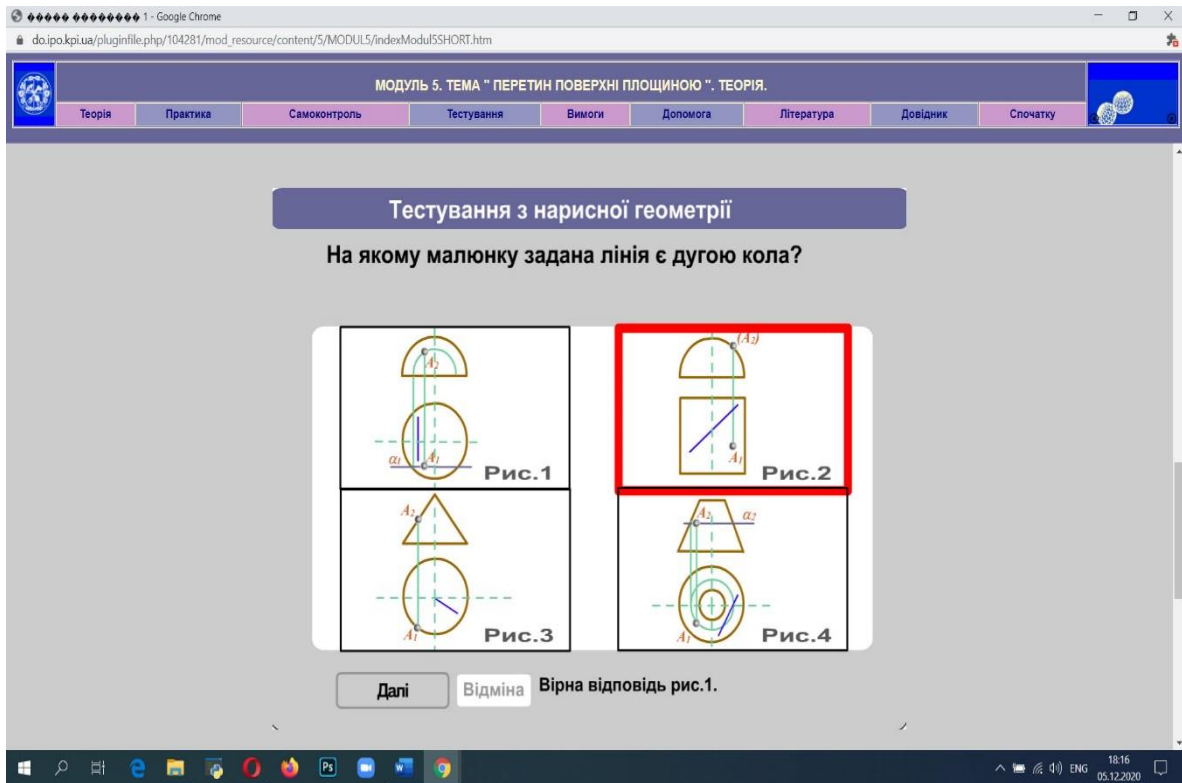 ����� �������� 1 - Google Chrome
do.ipo.kpi.ua/pluginfile.php/104281/mod_resource/content/5/MODUL5/indexModul5SHORT.htm
МОДУЛЬ 5. ТЕМА " ПЕРЕТИН ПОВЕРХНІ ПЛОЩИНОЮ ". ТЕОРІЯ.
Теорія Практика Самоконтроль Тестування Вимоги Допомога Література Довідник Спочатку
Тестування з нарисної геометрії
На якому малюнку задана лінія є дугою кола?
A₂
α₁ A₁
Рис.1
(A₂)
A₁
Рис.2
A₂
A₁
Рис.3
A₂ α₂
A₁
Рис.4
Далі Відміна Вірна відповідь рис.1.
Ps W ENG 18:16
05.12.2020